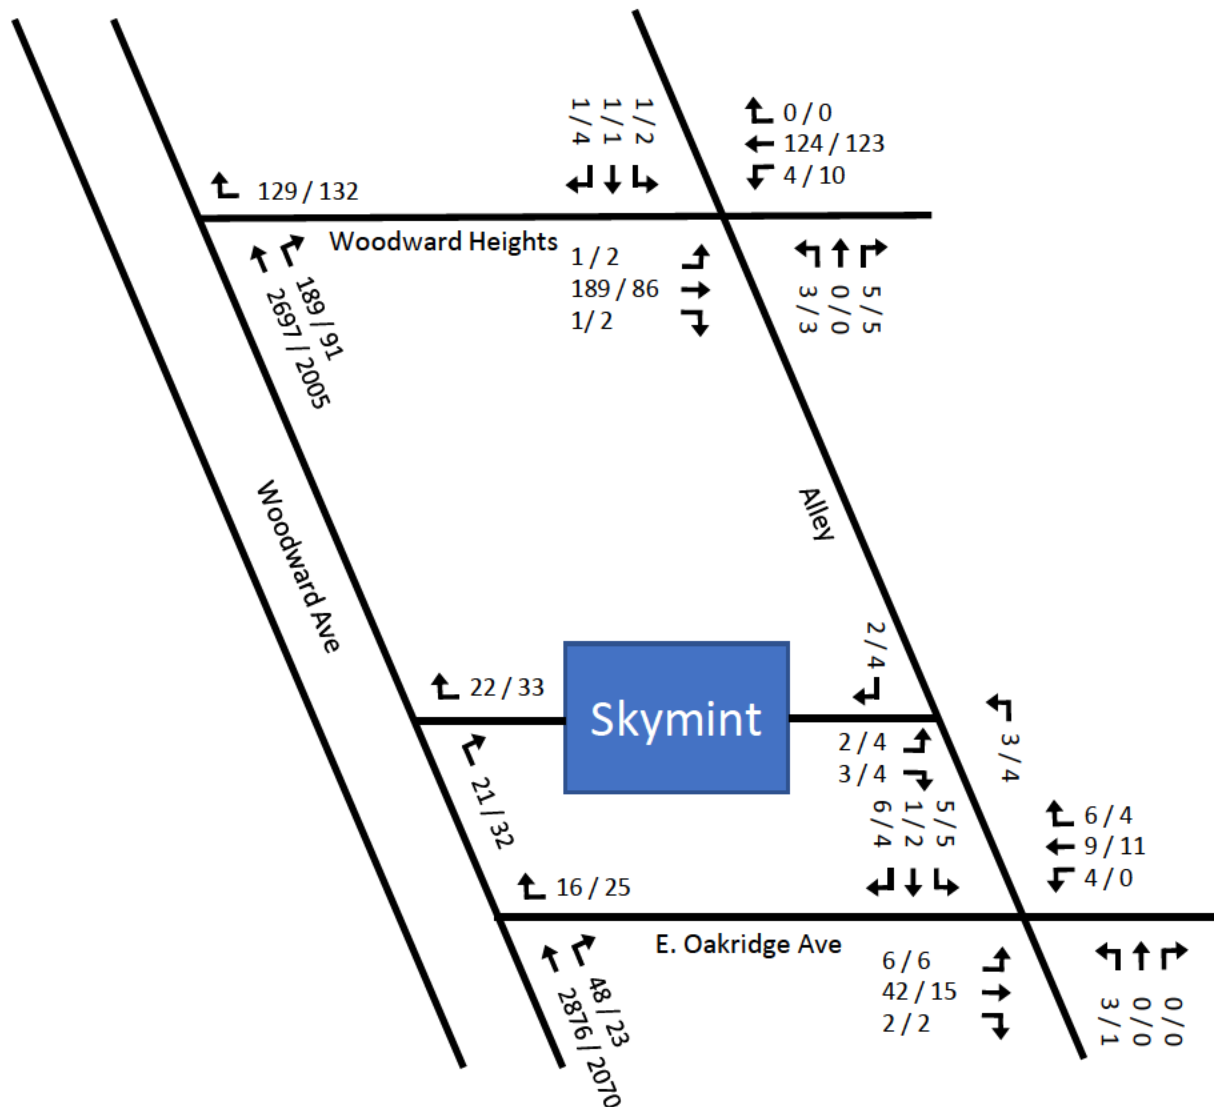 1 / 4
1 / 1
1 / 2
0 / 0
124 / 123
4 / 10
129 / 132
Woodward Heights
1 / 2
189 / 86
1/ 2
3 / 3
0 / 0
5 / 5
189 / 91
2697 / 2005
Woodward Ave
Alley
2 / 4
22 / 33
Skymint
3 / 4
2 / 4
3 / 4
21 / 32
6 / 4
1 / 2
5 / 5
6 / 4
9 / 11
4 / 0
16 / 25
E. Oakridge Ave
48 / 23
2876 / 2070
6 / 6
42 / 15
2 / 2
3 / 1
0 / 0
0 / 0